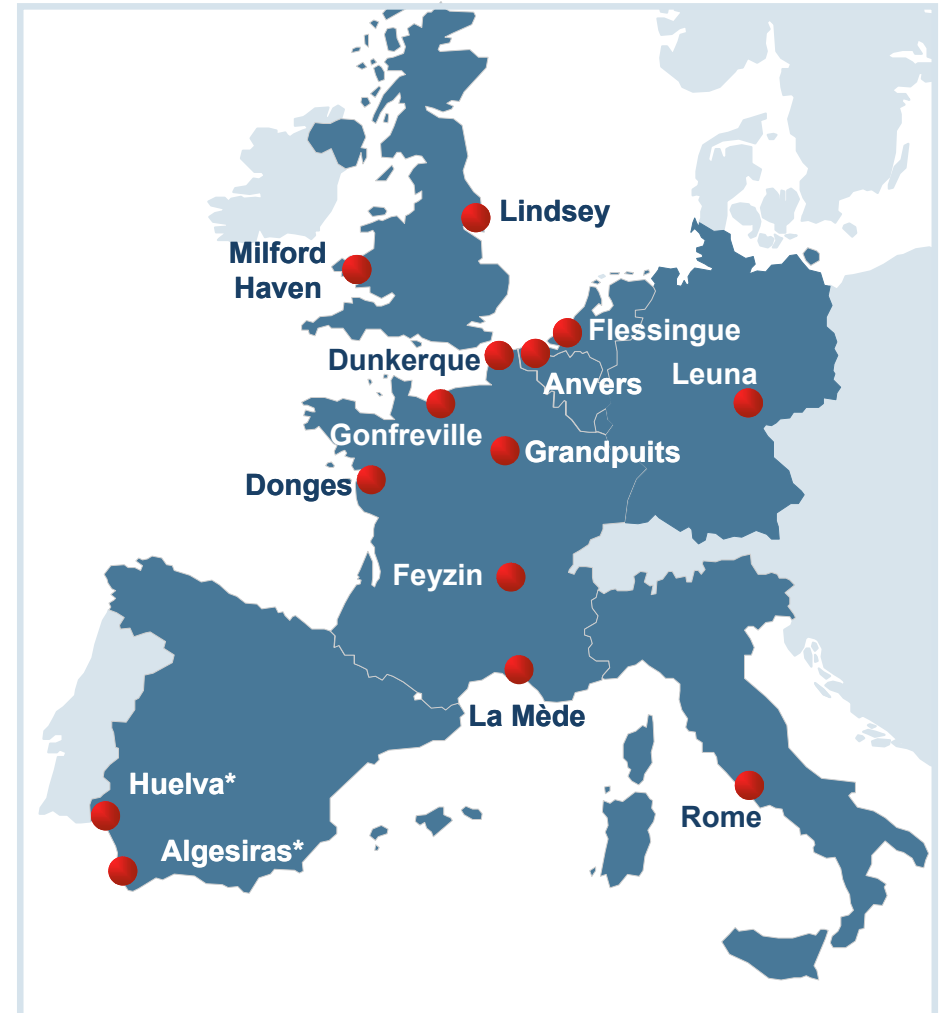 Lindsey
Milford
Haven
Flessingue
Dunkerque
Anvers
Leuna
Gonfreville
Grandpuits
Donges
Feyzin
La Mède
Huelva*
Rome
Algesiras*